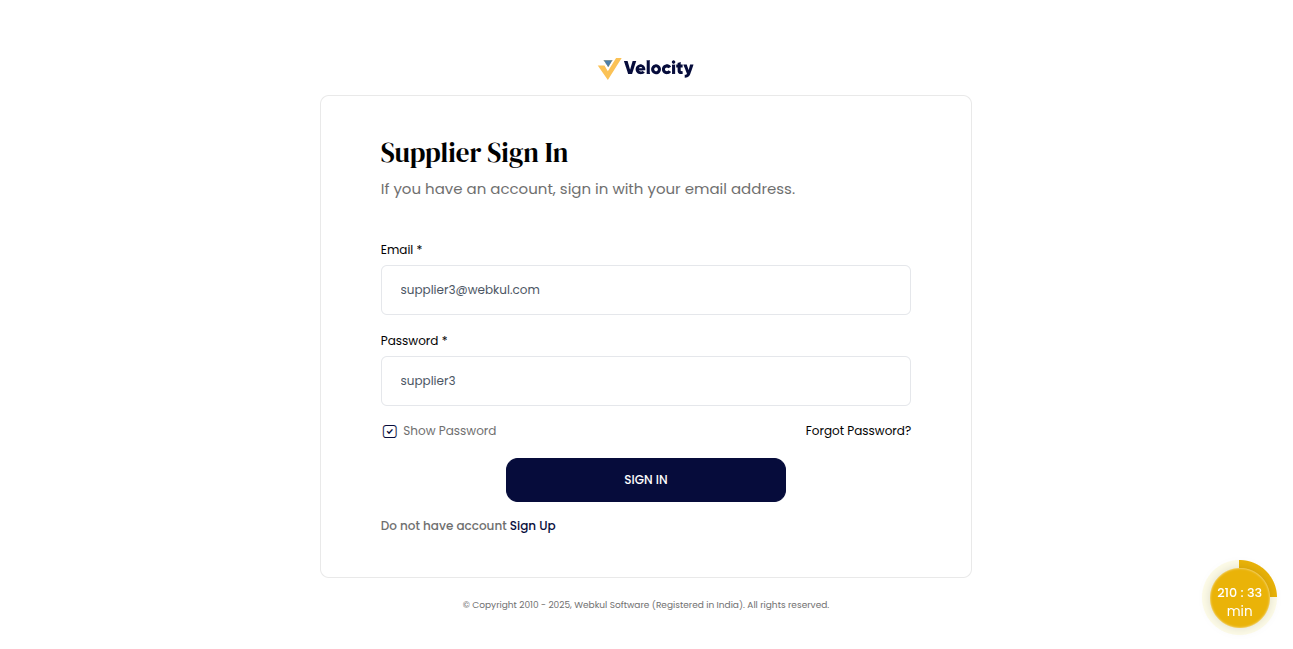 Velocity
Supplier Sign In
If you have an account, sign in with your email address.
Email *
supplier3@webkul.com
Password *
supplier3
Show Password
Forgot Password?
SIGN IN
Do not have account Sign Up
© Copyright 2010 - 2025, Webkul Software (Registered in India). All rights reserved.
210 : 33
min